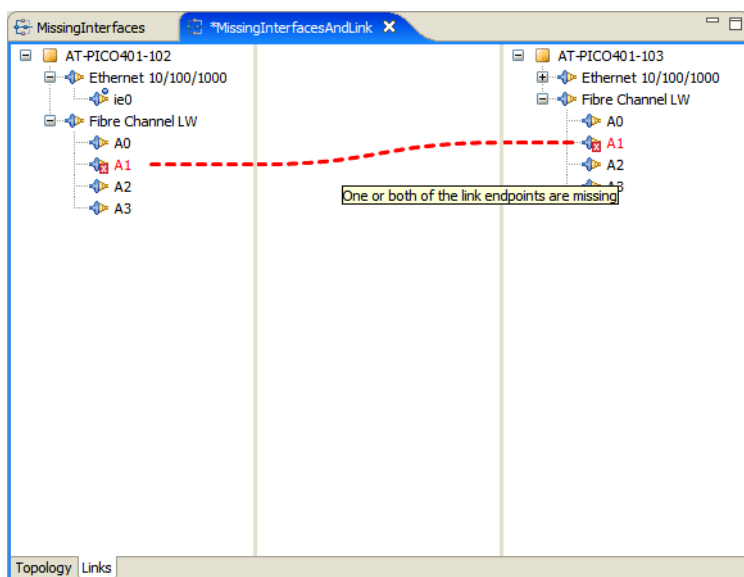 MissingInterfaces
*MissingInterfacesAndLink
AT-PICO401-102
Ethernet 10/100/1000
ie0
Fibre Channel LW
A0
A1
A2
A3
AT-PICO401-103
Ethernet 10/100/1000
Fibre Channel LW
A0
A1
A2
A3
One or both of the link endpoints are missing
Topology
Links